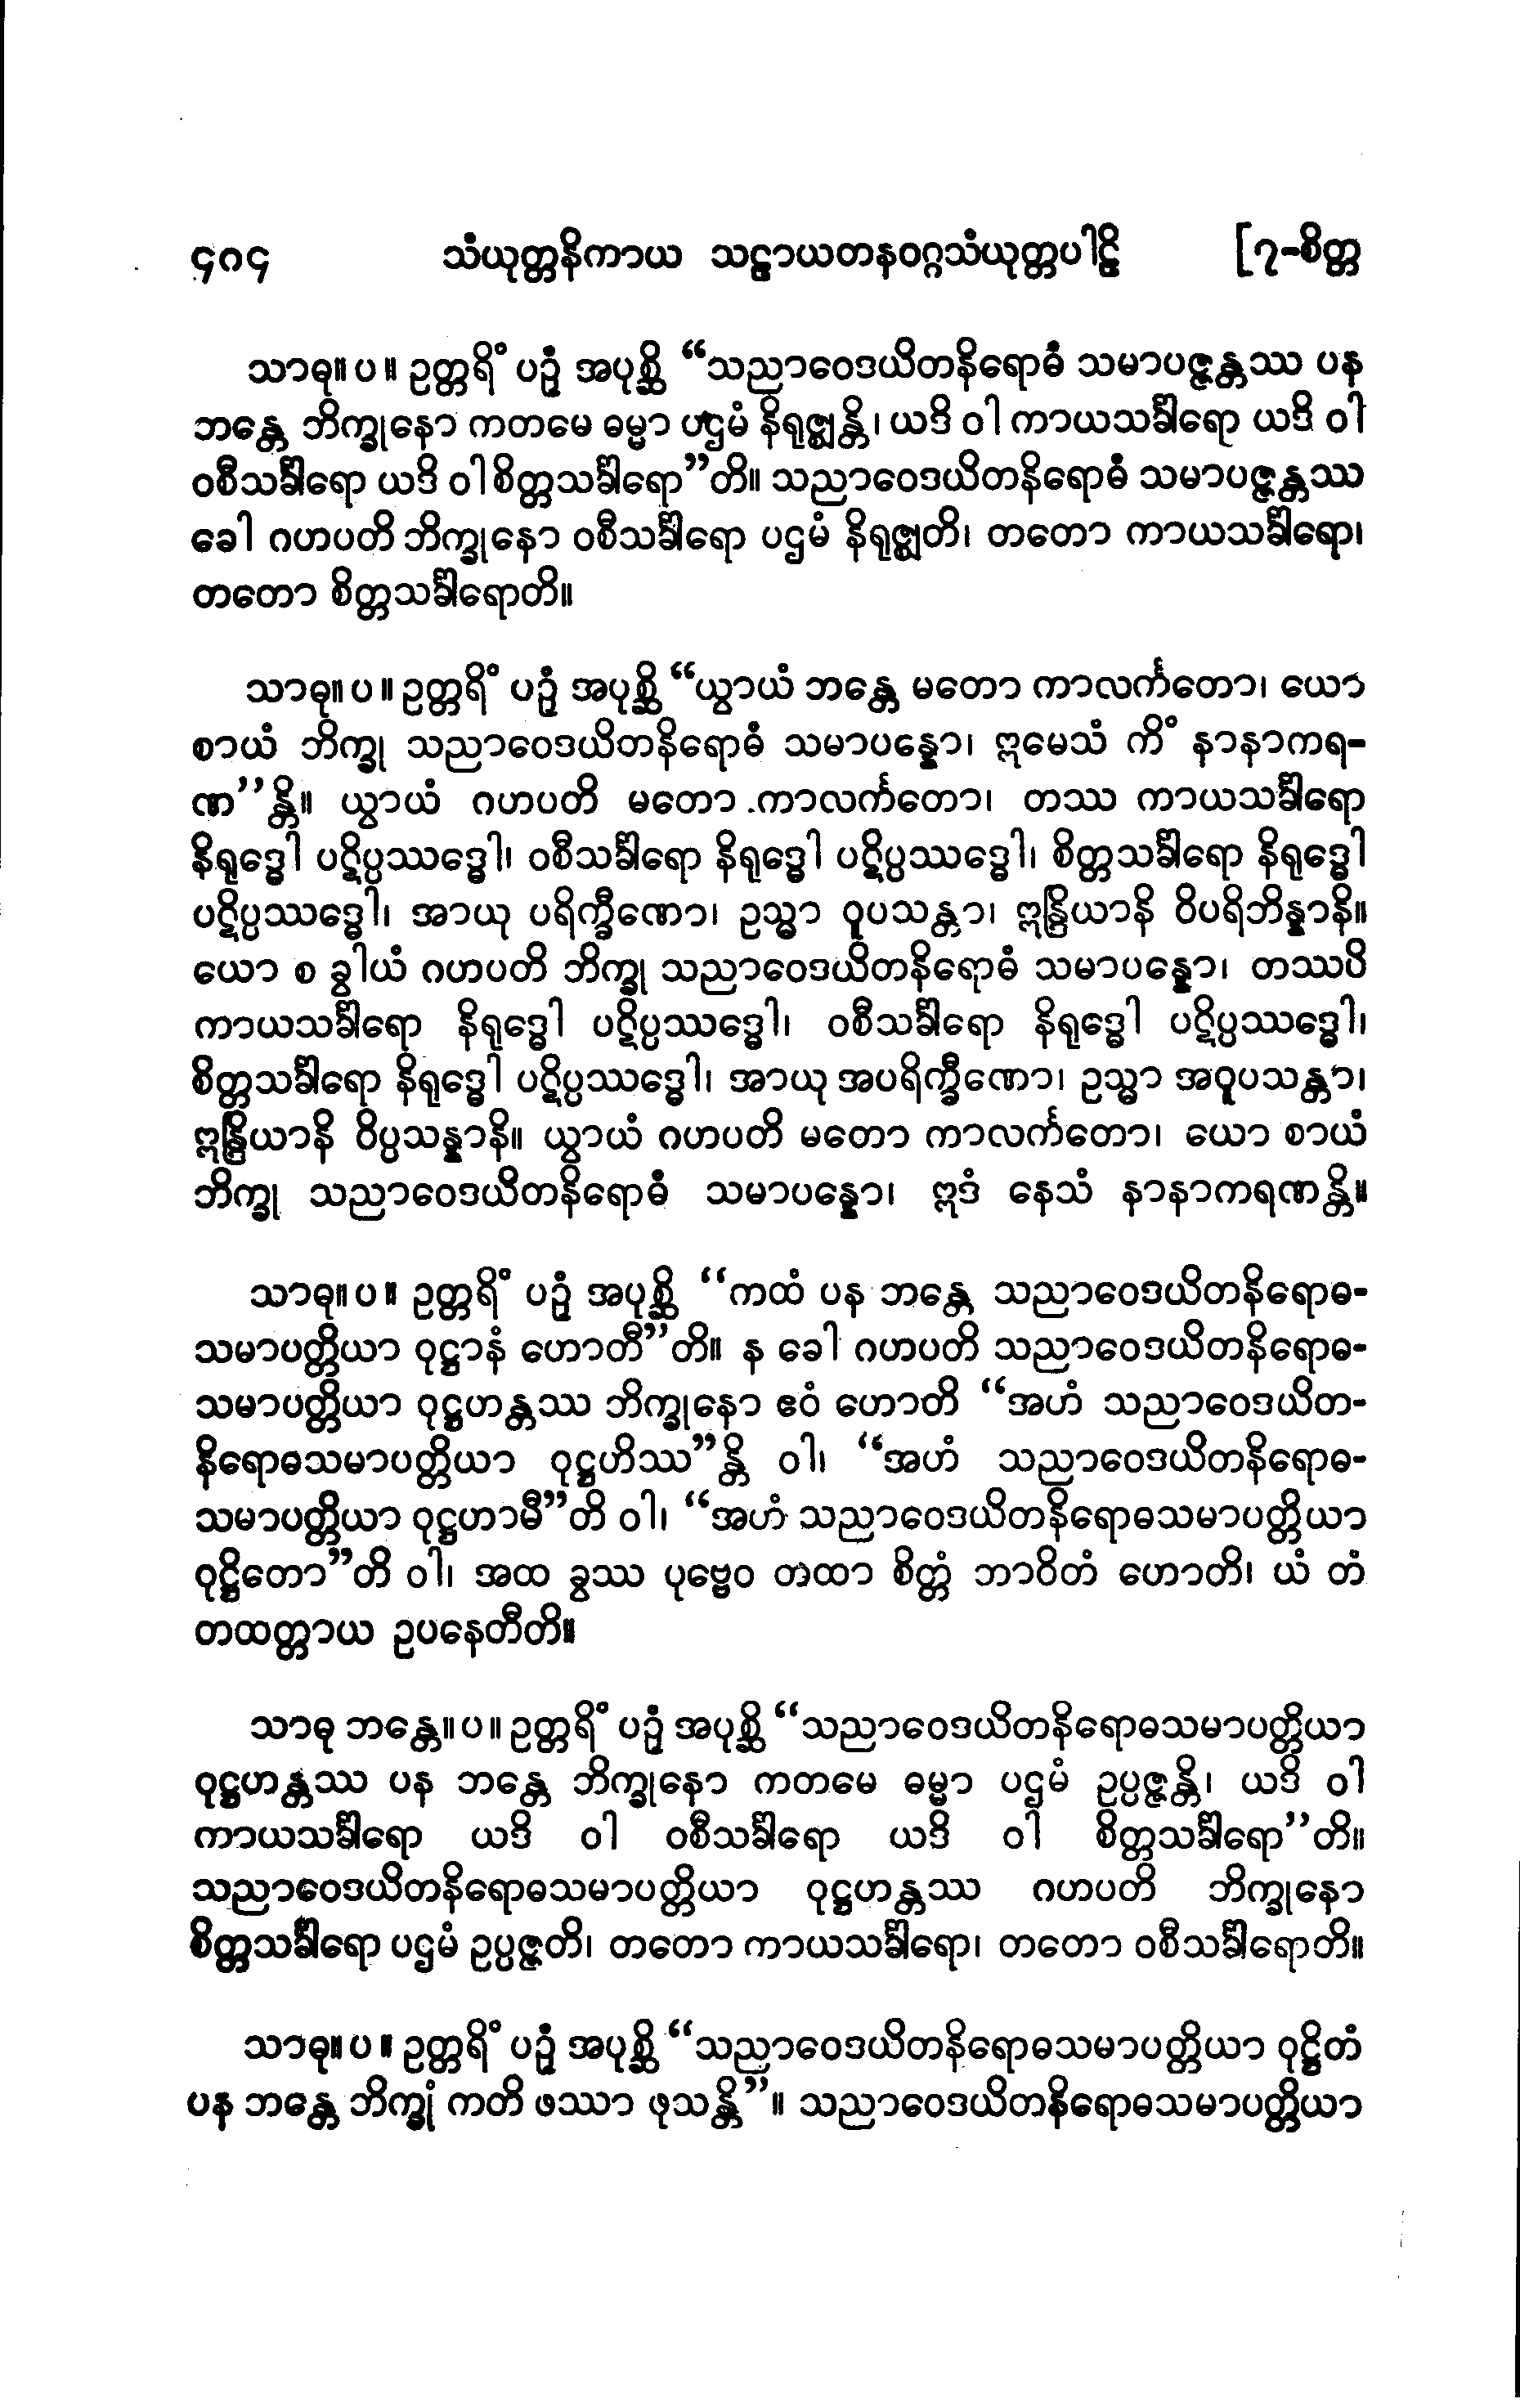 ၄၈၄ သံယုတ္တနိကာယ သဠာယတနဝဂ္ဂသံယုတ္တပါဠိ [၇-စိတ္တ
သာဓု။ ပ ။ ဥတ္တရိံ ပဉှံ အပုစ္ဆိ “သညာဝေဒယိတနိရောဓံ သမာပဇ္ဇန္တဿ ပန
ဘန္တေ ဘိက္ခုနော ကတမေ ဓမ္မာ ပဌမံ နိရုဇ္ဈန္တိ၊ ယဒိ ဝါ ကာယသင်္ခါရော ယဒိ ဝါ
ဝစီသင်္ခါရော ယဒိ ဝါ စိတ္တသင်္ခါရော”တိ။ သညာဝေဒယိတနိရောဓံ သမာပဇ္ဇန္တဿ
ခေါ ဂဟပတိ ဘိက္ခုနော ဝစီသင်္ခါရော ပဌမံ နိရုဇ္ဈတိ၊ တတော ကာယသင်္ခါရော၊
တတော စိတ္တသင်္ခါရောတိ။
သာဓု။ ပ ။ ဥတ္တရိံ ပဉှံ အပုစ္ဆိ “ယွာယံ ဘန္တေ မတော ကာလင်္ကတော၊ ယော
စာယံ ဘိက္ခု သညာဝေဒယိတနိရောဓံ သမာပန္နော၊ ဣမေသံ ကိံ နာနာကရ-
ဏ”န္တိ။ ယွာယံ ဂဟပတိ မတော ကာလင်္ကတော၊ တဿ ကာယသင်္ခါရော
နိရုဒ္ဓေါ ပဋိပ္ပဿဒ္ဓေါ၊ ဝစီသင်္ခါရော နိရုဒ္ဓေါ ပဋိပ္ပဿဒ္ဓေါ၊ စိတ္တသင်္ခါရော နိရုဒ္ဓေါ
ပဋိပ္ပဿဒ္ဓေါ၊ အာယု ပရိက္ခီဏော၊ ဥသ္မာ ဝူပသန္တာ၊ ဣန္ဒြိယာနိ ဝိပရိဘိန္နာနိ။
ယော စ ခွါယံ ဂဟပတိ ဘိက္ခု သညာဝေဒယိတနိရောဓံ သမာပန္နော၊ တဿပိ
ကာယသင်္ခါရော နိရုဒ္ဓေါ ပဋိပ္ပဿဒ္ဓေါ၊ ဝစီသင်္ခါရော နိရုဒ္ဓေါ ပဋိပ္ပဿဒ္ဓေါ၊
စိတ္တသင်္ခါရော နိရုဒ္ဓေါ ပဋိပ္ပဿဒ္ဓေါ၊ အာယု အပရိက္ခီဏော၊ ဥသ္မာ အဝူပသန္တာ၊
ဣန္ဒြိယာနိ ဝိပ္ပသန္နာနိ။ ယွာယံ ဂဟပတိ မတော ကာလင်္ကတော၊ ယော စာယံ
ဘိက္ခု သညာဝေဒယိတနိရောဓံ သမာပန္နော၊ ဣဒံ နေသံ နာနာကရဏန္တိ။
သာဓု။ ပ ။ ဥတ္တရိံ ပဉှံ အပုစ္ဆိ “ကထံ ပန ဘန္တေ သညာဝေဒယိတနိရောဓ-
သမာပတ္တိယာ ဝုဋ္ဌာနံ ဟောတီ”တိ။ န ခေါ ဂဟပတိ သညာဝေဒယိတနိရောဓ-
သမာပတ္တိယာ ဝုဋ္ဌဟန္တဿ ဘိက္ခုနော ဧဝံ ဟောတိ “အဟံ သညာဝေဒယိတ-
နိရောဓသမာပတ္တိယာ ဝုဋ္ဌဟိဿ”န္တိ ဝါ၊ “အဟံ သညာဝေဒယိတနိရောဓ-
သမာပတ္တိယာ ဝုဋ္ဌဟာမီ”တိ ဝါ၊ “အဟံ သညာဝေဒယိတနိရောဓသမာပတ္တိယာ
ဝုဋ္ဌိတော”တိ ဝါ၊ အထ ခွဿ ပုဗ္ဗေဝ တထာ စိတ္တံ ဘာဝိတံ ဟောတိ၊ ယံ တံ
တထတ္တာယ ဥပနေတီတိ။
သာဓု ဘန္တေ။ ပ ။ ဥတ္တရိံ ပဉှံ အပုစ္ဆိ “သညာဝေဒယိတနိရောဓသမာပတ္တိယာ
ဝုဋ္ဌဟန္တဿ ပန ဘန္တေ ဘိက္ခုနော ကတမေ ဓမ္မာ ပဌမံ ဥပ္ပဇ္ဇန္တိ၊ ယဒိ ဝါ
ကာယသင်္ခါရော ယဒိ ဝါ ဝစီသင်္ခါရော ယဒိ ဝါ စိတ္တသင်္ခါရော”တိ။
သညာဝေဒယိတနိရောဓသမာပတ္တိယာ ဝုဋ္ဌဟန္တဿ ဂဟပတိ ဘိက္ခုနော
စိတ္တသင်္ခါရော ပဌမံ ဥပ္ပဇ္ဇတိ၊ တတော ကာယသင်္ခါရော၊ တတော ဝစီသင်္ခါရောတိ။
သာဓု။ ပ ။ ဥတ္တရိံ ပဉှံ အပုစ္ဆိ “သညာဝေဒယိတနိရောဓသမာပတ္တိယာ ဝုဋ္ဌိတံ
ပန ဘန္တေ ဘိက္ခုံ ကတိ ဖဿာ ဖုသန္တိ”။ သညာဝေဒယိတနိရောဓသမာပတ္တိယာ